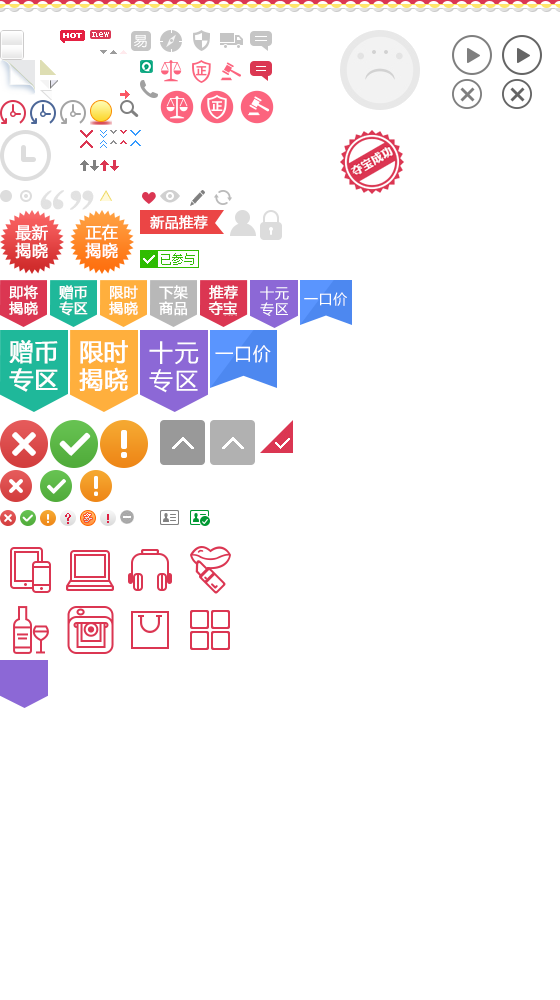 HOT
new
易
正
正
夺宝成功
最新
揭晓
正在
揭晓
新品推荐
已参与
即将
揭晓
赠币
专区
限时
揭晓
下架
商品
推荐
夺宝
十元
专区
一口价
赠币
专区
限时
揭晓
十元
专区
一口价